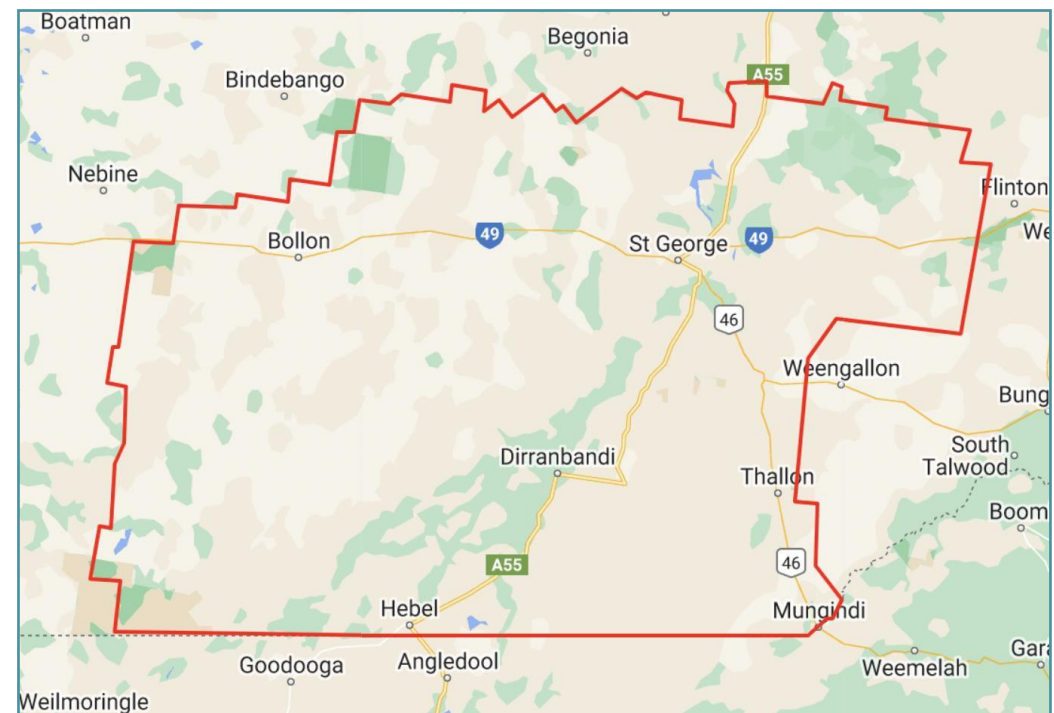 Boatman
Begonia
A55
Bindebango
Nebine
Flinton
We
Bollon
49
St George
49
46
Weengallon
Bung
South
Talwood
Dirranbandi
Thallon
Boom
A55
46
Hebel
Mungindi
Goodooga
Angledool
Weemelah
Gara
Weilmoringle